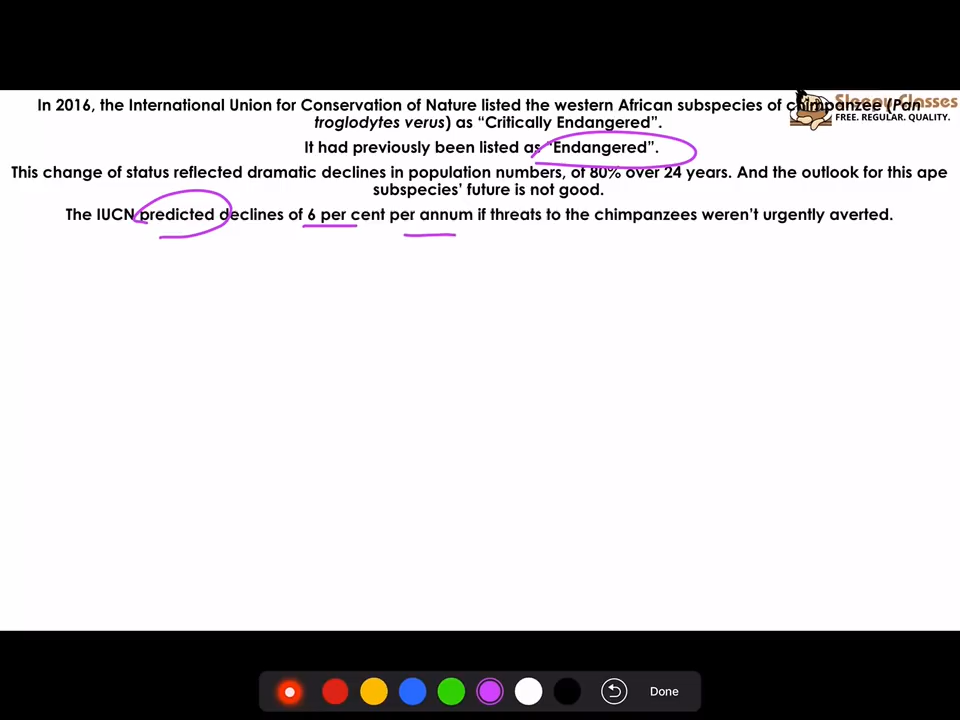 In 2016, the International Union for Conservation of Nature listed the western African subspecies of chimpanzee (Pan
troglodytes verus) as “Critically Endangered”.
Sleepy Classes
FREE. REGULAR. QUALITY.
It had previously been listed as “Endangered”.
This change of status reflected dramatic declines in population numbers, of 80% over 24 years. And the outlook for this ape
subspecies’ future is not good.
The IUCN predicted declines of 6 per cent per annum if threats to the chimpanzees weren’t urgently averted.
Done